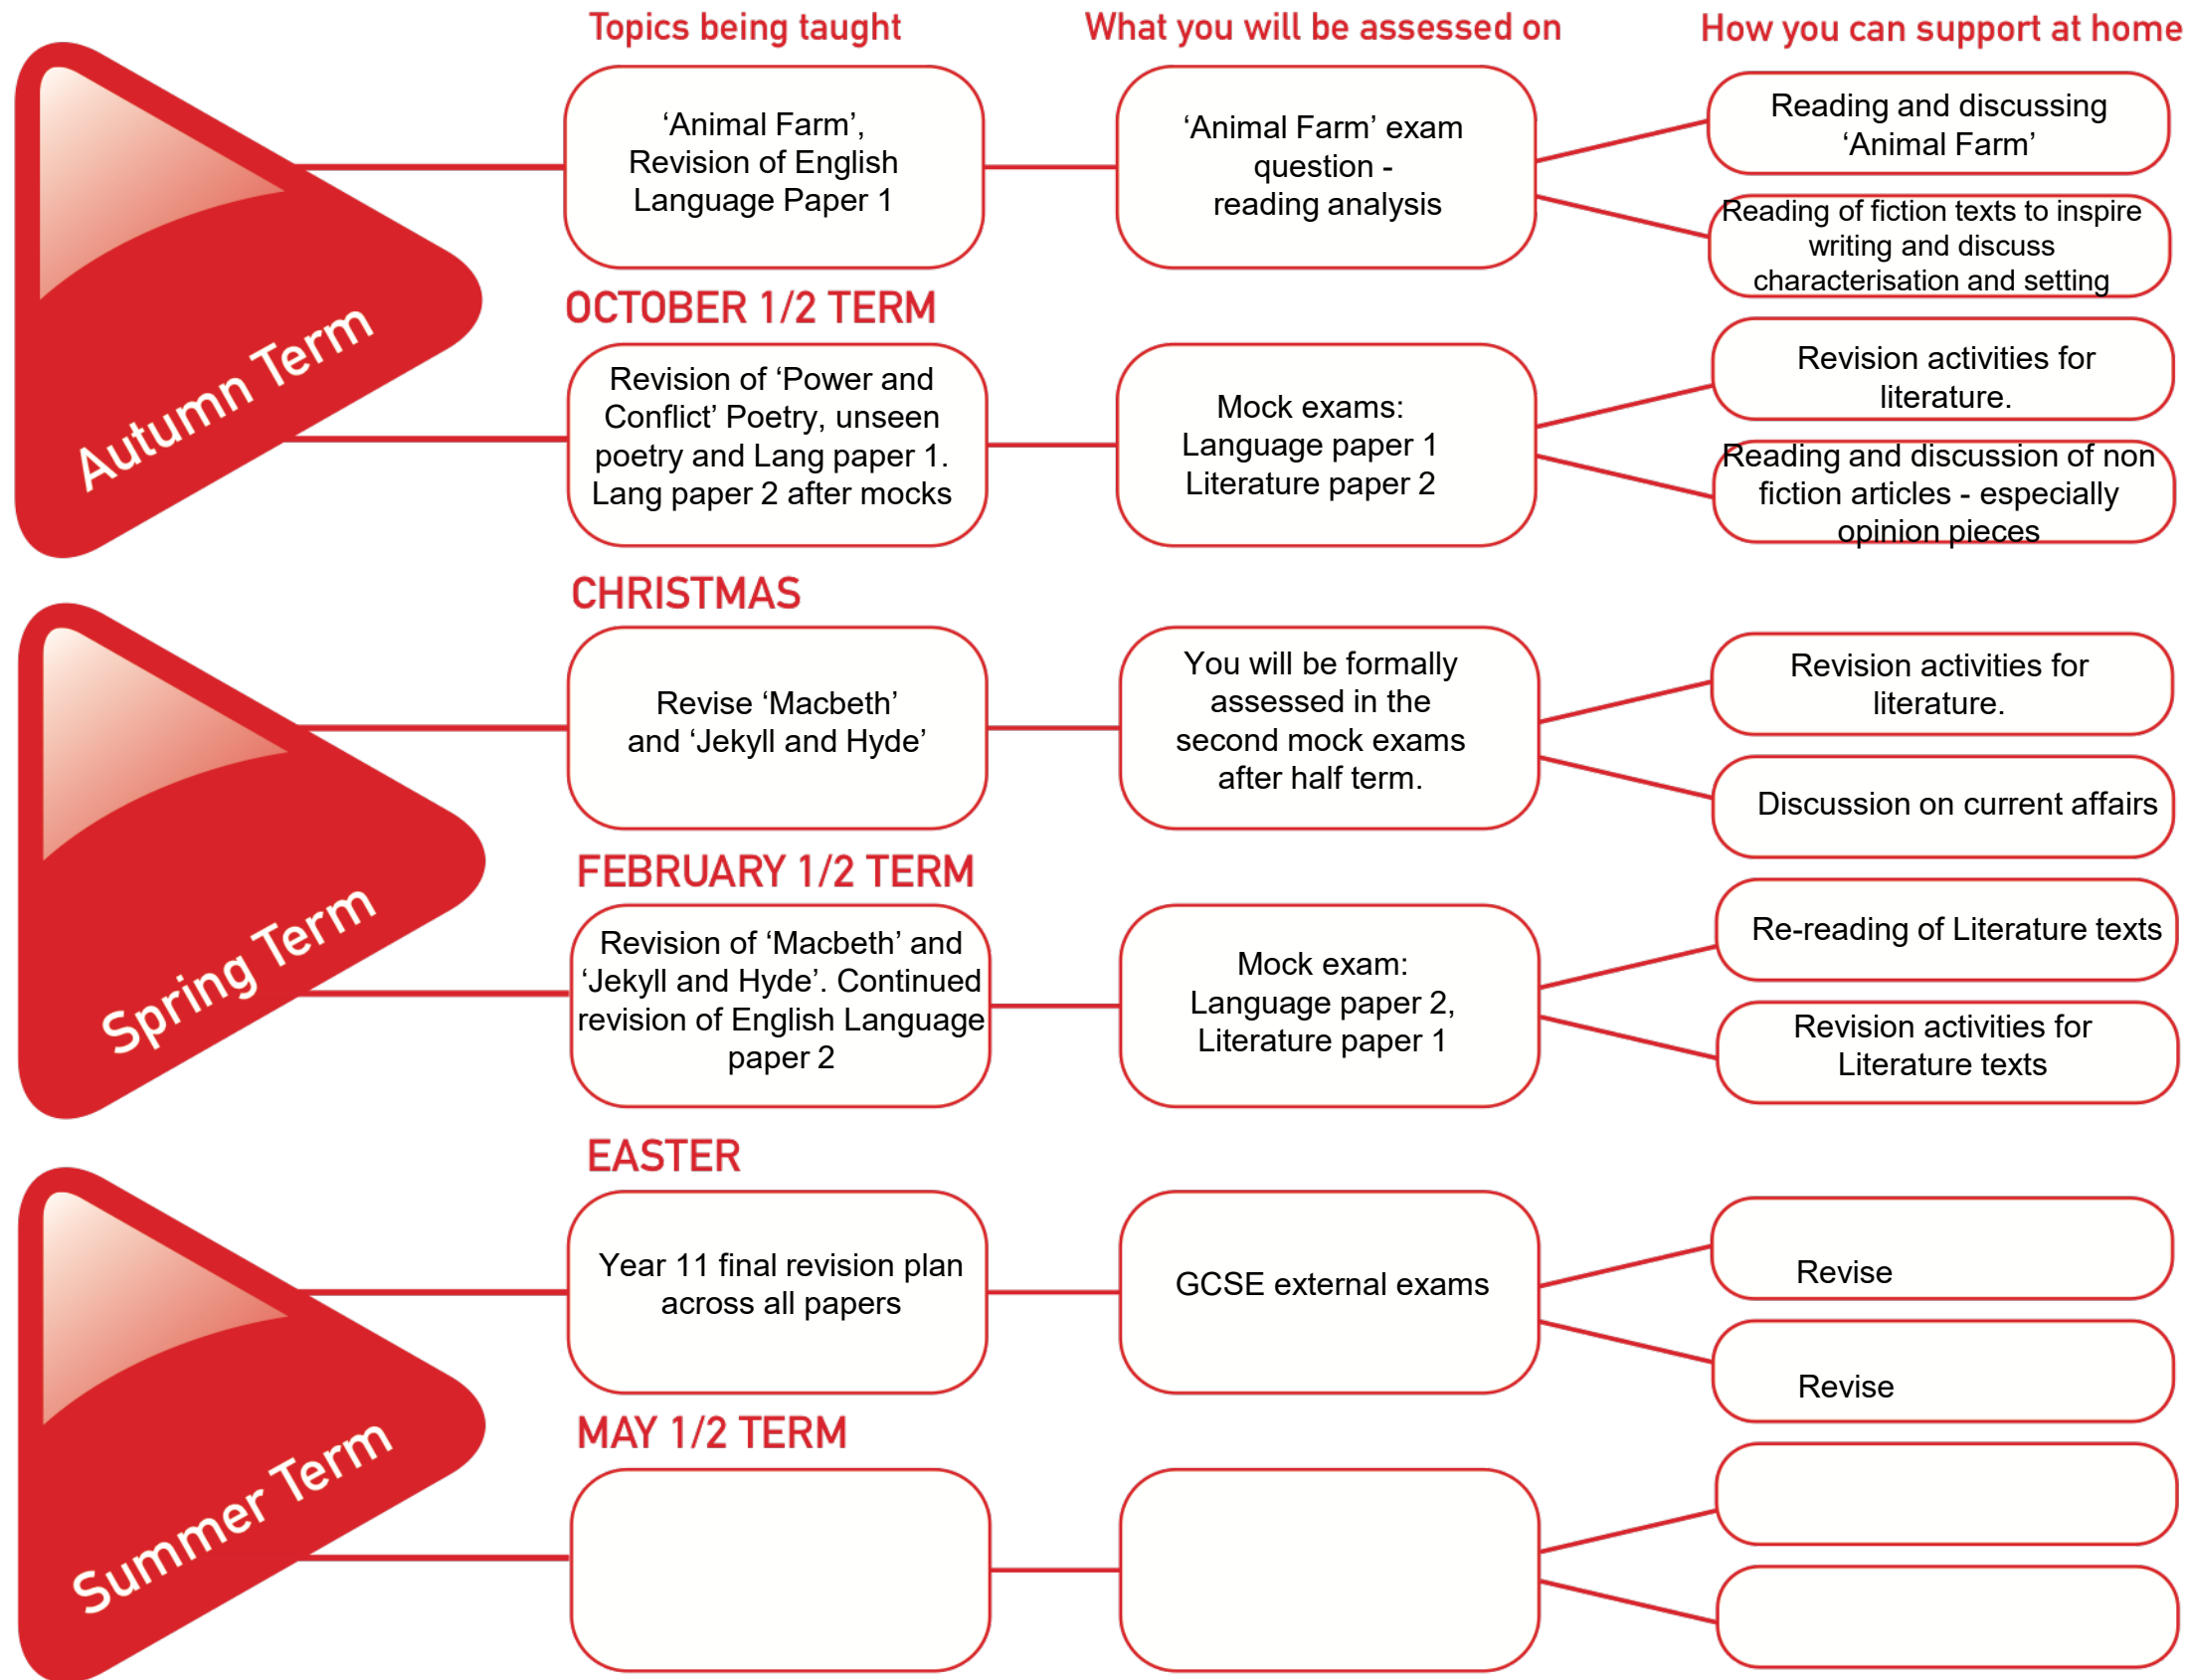 Topics being taught
What you will be assessed on
How you can support at home
Autumn Term
‘Animal Farm’,
Revision of English
Language Paper 1
‘Animal Farm’ exam
question -
reading analysis
Reading and discussing
‘Animal Farm’
Reading of fiction texts to inspire
writing and discuss
characterisation and setting
OCTOBER 1/2 TERM
Revision of ‘Power and
Conflict’ Poetry, unseen
poetry and Lang paper 1.
Lang paper 2 after mocks
Mock exams:
Language paper 1
Literature paper 2
Revision activities for
literature.
Reading and discussion of non
fiction articles - especially
opinion pieces
CHRISTMAS
Spring Term
Revise ‘Macbeth’
and ‘Jekyll and Hyde’
You will be formally
assessed in the
second mock exams
after half term.
Revision activities for
literature.
Discussion on current affairs
FEBRUARY 1/2 TERM
Revision of ‘Macbeth’ and
‘Jekyll and Hyde’. Continued
revision of English Language
paper 2
Mock exam:
Language paper 2,
Literature paper 1
Re-reading of Literature texts
Revision activities for
Literature texts
EASTER
Summer Term
Year 11 final revision plan
across all papers
GCSE external exams
Revise
Revise
MAY 1/2 TERM